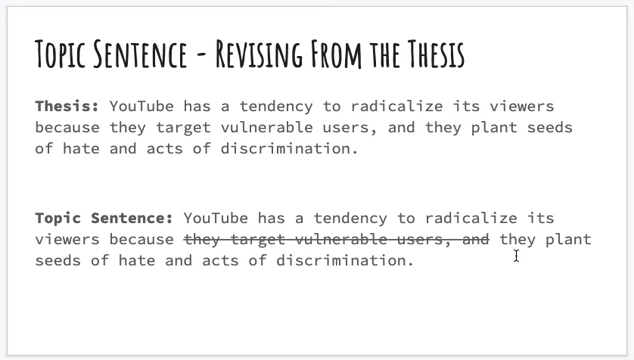 Topic Sentence - Revising From the Thesis
Thesis: YouTube has a tendency to radicalize its viewers
because they target vulnerable users, and they plant seeds
of hate and acts of discrimination.
Topic Sentence: YouTube has a tendency to radicalize its
viewers because they target vulnerable users, and they plant
seeds of hate and acts of discrimination.